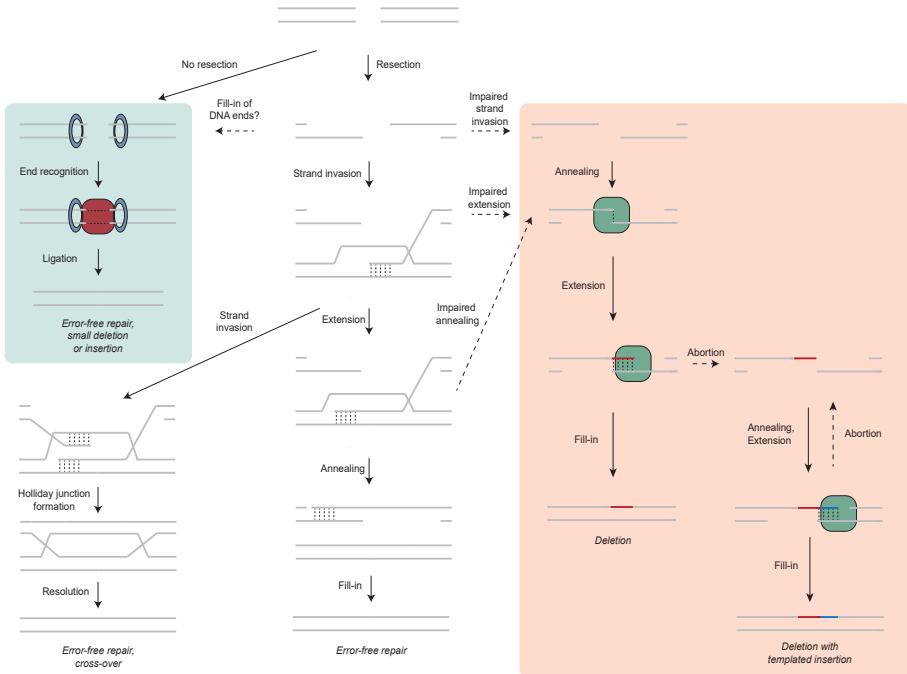 No resection
Resection
Fill-in of
DNA ends?
Impaired
strand
invasion
End recognition
Strand invasion
Impaired
extension
Annealing
Ligation
Error-free repair,
small deletion
or insertion
Strand
invasion
Extension
Impaired
annealing
Extension
Abortion
Annealing
Fill-in
Annealing,
Extension
Abortion
Holliday junction
formation
Deletion
Resolution
Fill-in
Fill-in
Error-free repair,
cross-over
Error-free repair
Deletion with
templated insertion